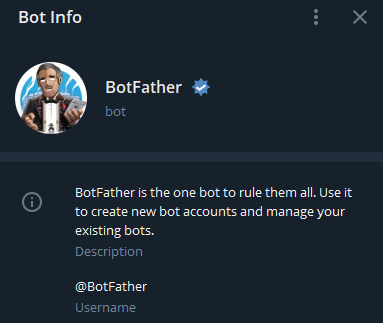 Bot Info
BotFather
bot
BotFather is the one bot to rule them all. Use it
to create new bot accounts and manage your
existing bots.
Description
@BotFather
Username